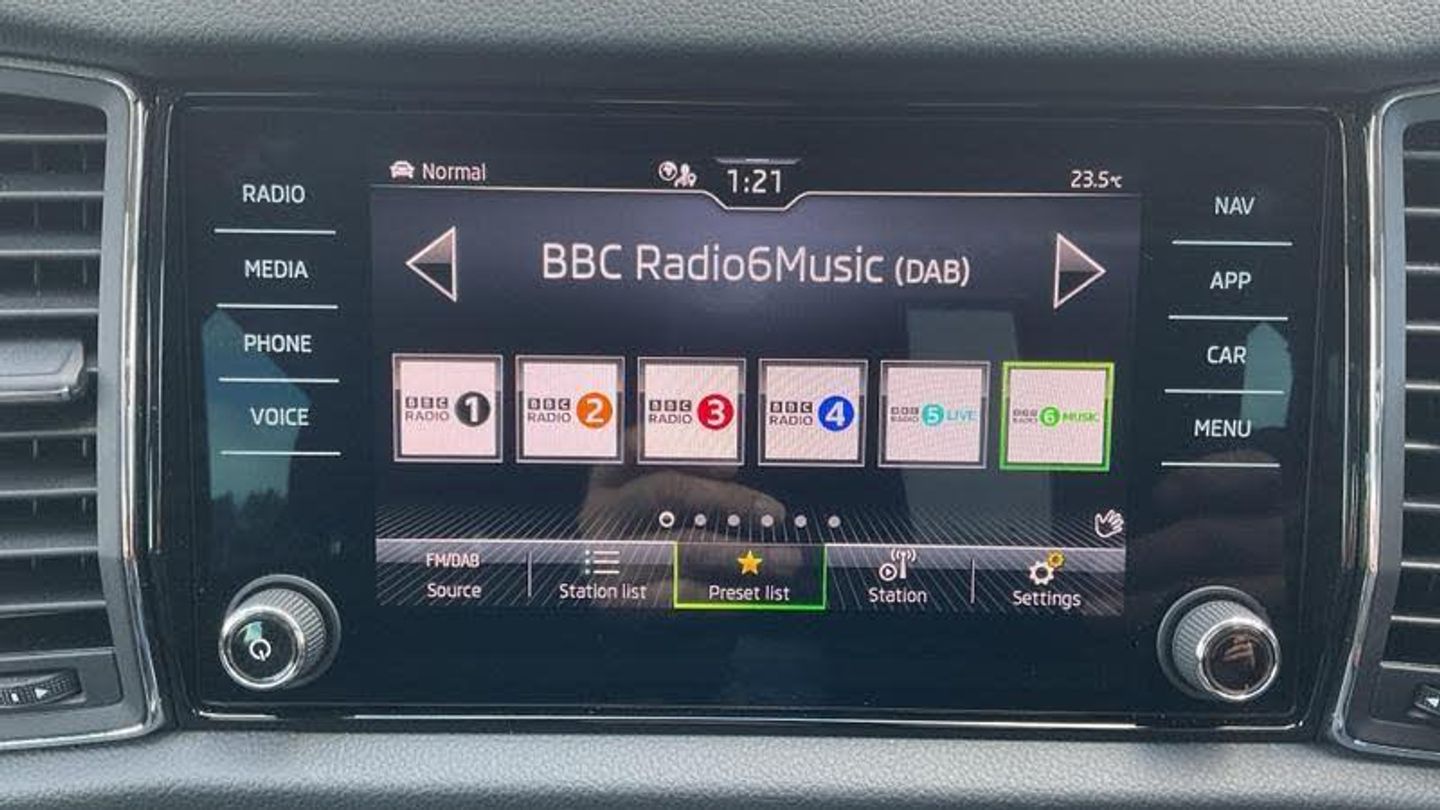 Normal
1:21
23.5°C
RADIO
MEDIA
PHONE
VOICE
BBC Radio6Music (DAB)
BBC RADIO 1
BBC RADIO 2
BBC RADIO 3
BBC RADIO 4
BBC RADIO 5 LIVE
BBC RADIO 6 MUSIC
FM/DAB
Source
Station list
Preset list
Station
Settings
NAV
APP
CAR
MENU